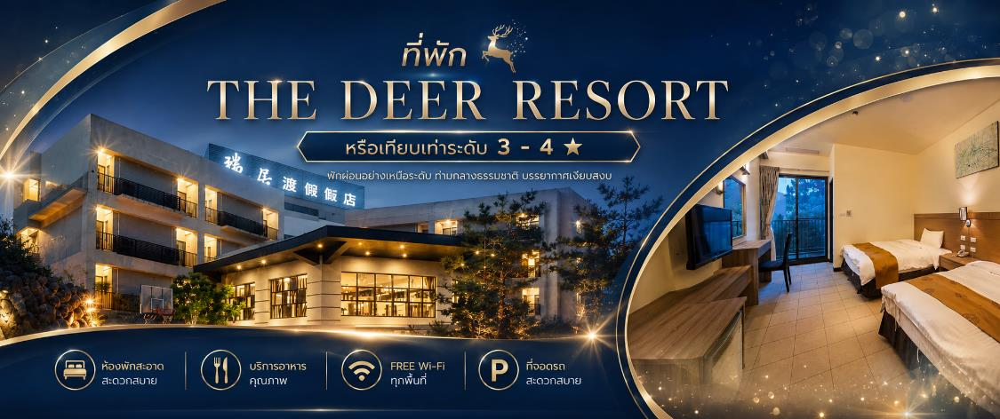 ที่พัก
THE DEER RESORT
หรือเทียบเท่าระดับ 3 - 4 ★
พักผ่อนอย่างเหนือระดับ ท่ามกลางธรรมชาติ บรรยากาศเงียบสงบ
瑞居渡假飯店
ห้องพักสะอาด
สะดวกสบาย
บริการอาหาร
คุณภาพ
FREE Wi-Fi
ทุกพื้นที่
P
ที่จอดรถ
สะดวกสบาย